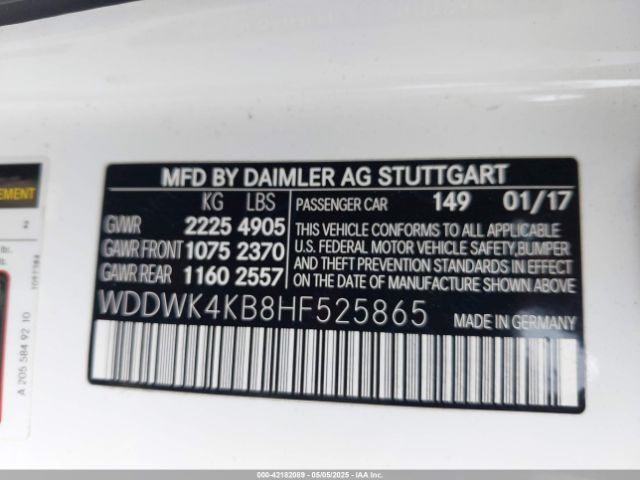 MFD BY DAIMLER AG STUTTGART
KG LBS
GVWR 2225 4905
GAWR FRONT 1075 2370
GAWR REAR 1160 2557
PASSENGER CAR 149 01/17
THIS VEHICLE CONFORMS TO ALL APPLICABLE
U.S. FEDERAL MOTOR VEHICLE SAFETY,BUMPER
AND THEFT PREVENTION STANDARDS IN EFFECT
ON THE DATE OF MANUFACTURE SHOWN ABOVE
WDDWK4KB8HF525865
MADE IN GERMANY
EMENT
lbs.
A 205 584 92 10
000-42182089 - 05/05/2025 - IAAI, Inc.